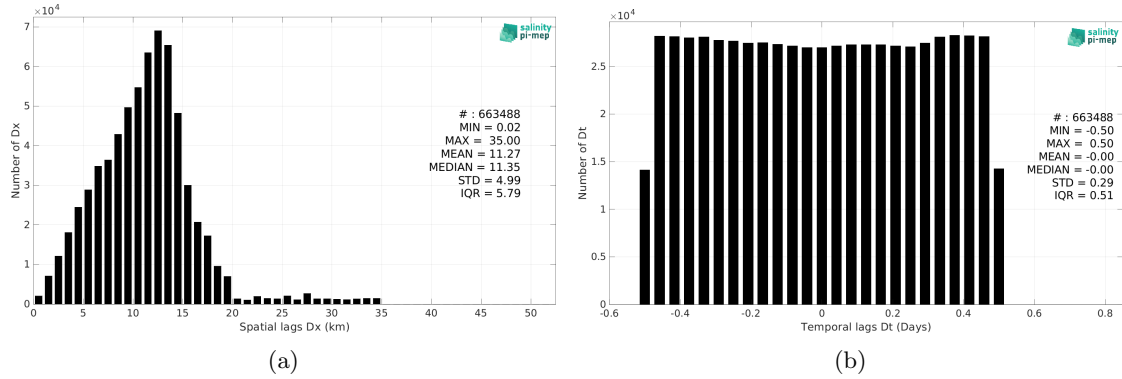 ×10⁴
7
6
5
4
3
2
1
0
Number of Dx
0 5 10 15 20 25 30 35 40 45 50
Spatial lags Dx (km)
salinity
pi-mep
# : 663488
MIN = 0.02
MAX = 35.00
MEAN = 11.27
MEDIAN = 11.35
STD = 4.99
IQR = 5.79
(a)
×10⁴
2.5
2
1.5
1
0.5
0
Number of Dt
-0.6 -0.4 -0.2 0 0.2 0.4 0.6 0.8
Temporal lags Dt (Days)
salinity
pi-mep
# : 663488
MIN = -0.50
MAX = 0.50
MEAN = -0.00
MEDIAN = -0.00
STD = 0.29
IQR = 0.51
(b)